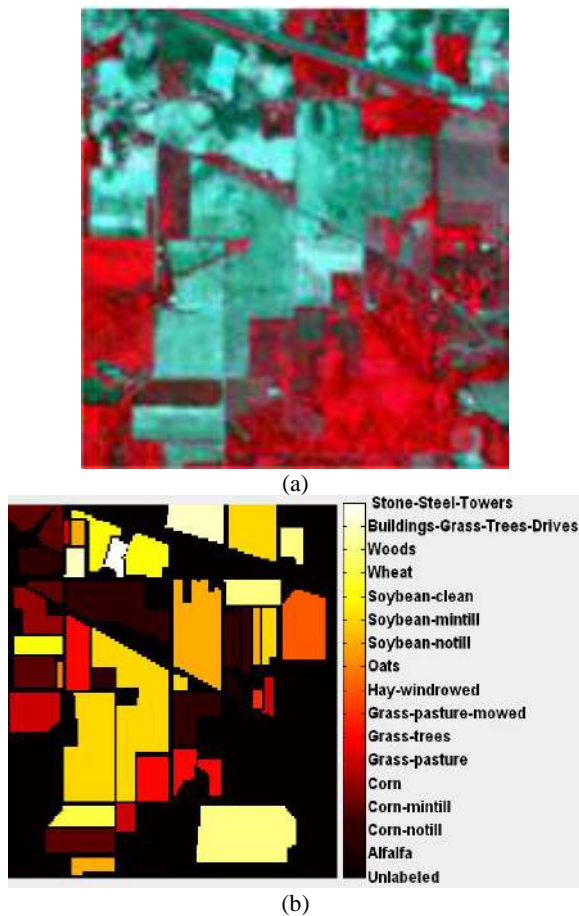 (a)
Stone-Steel-Towers
Buildings-Grass-Trees-Drives
Woods
Wheat
Soybean-clean
Soybean-mintill
Soybean-notill
Oats
Hay-windrowed
Grass-pasture-mowed
Grass-trees
Grass-pasture
Corn
Corn-mintill
Corn-notill
Alfalfa
Unlabeled
(b)